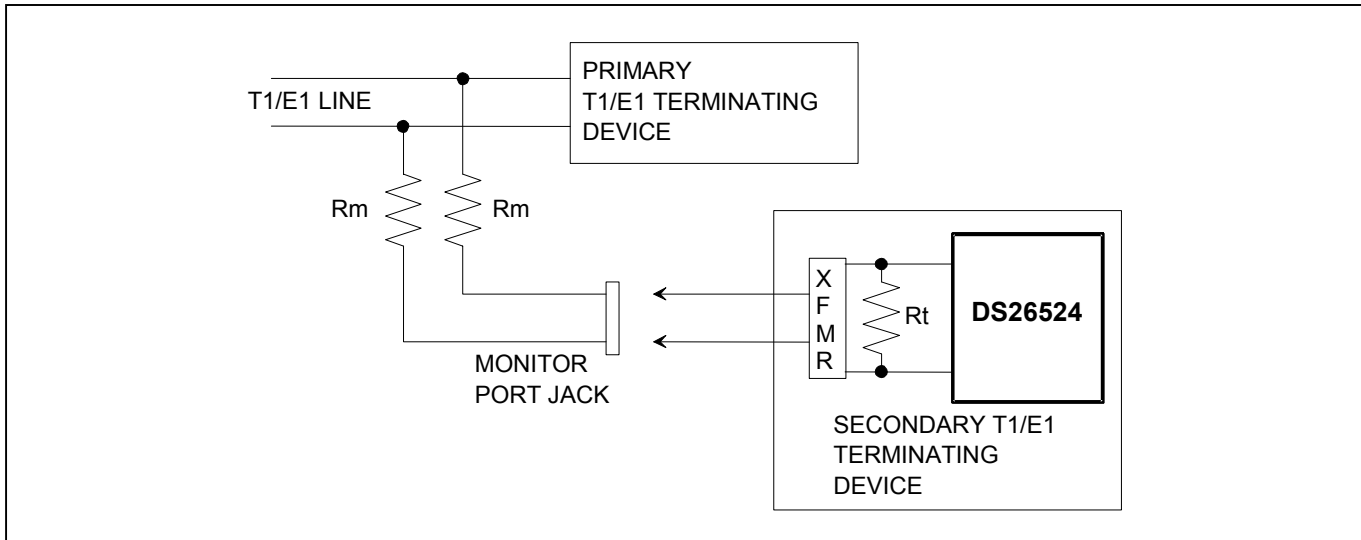 PRIMARY
T1/E1 TERMINATING
DEVICE
T1/E1 LINE
Rm
Rm
MONITOR
PORT JACK
X
F
M
R
Rt
DS26524
SECONDARY T1/E1
TERMINATING
DEVICE